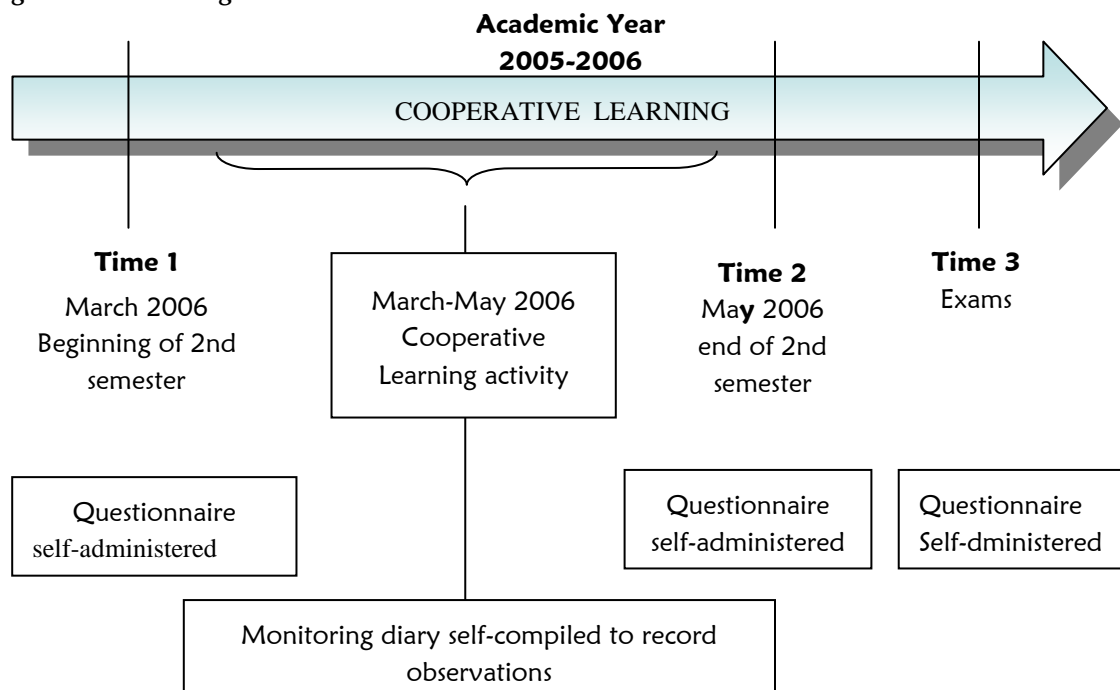 Academic Year
2005-2006
COOPERATIVE LEARNING
Time 1
March 2006
Beginning of 2nd
semester
March-May 2006
Cooperative
Learning activity
Time 2
May 2006
end of 2nd
semester
Time 3
Exams
Questionnaire
self-administered
Questionnaire
self-administered
Questionnaire
Self-dministered
Monitoring diary self-compiled to record
observations